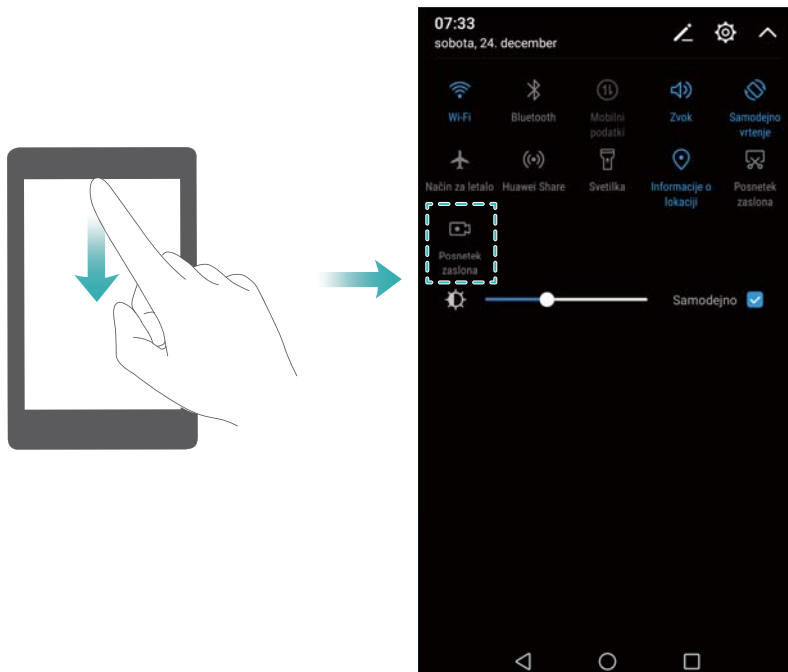 07:33
sobota, 24. december
Wi-Fi
Bluetooth
Mobilni
podatki
Zvok
Samodejno
vrtenje
Način za letalo
Huawei Share
Svetilka
Informacije o
lokaciji
Posnetek
zaslona
Posnetek
zaslona
Samodejno